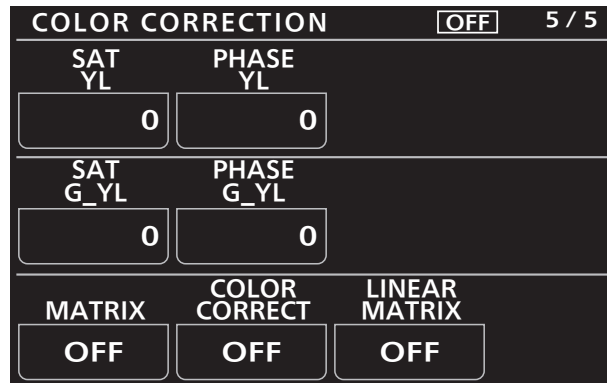 COLOR CORRECTION OFF 5 / 5
SAT YL PHASE YL
0 0
SAT G_YL PHASE G_YL
0 0
MATRIX COLOR CORRECT LINEAR MATRIX
OFF OFF OFF